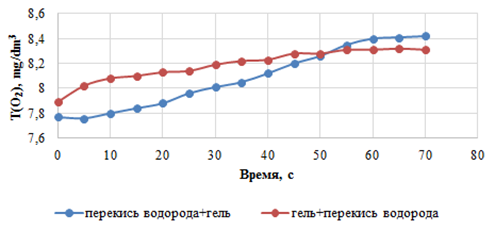 8,6
8,4
8,2
8
7,8
7,6
T(O₂), mg/dm³
0 10 20 30 40 50 60 70 80
Время, с
перекись водорода+гель гель+перекись водорода